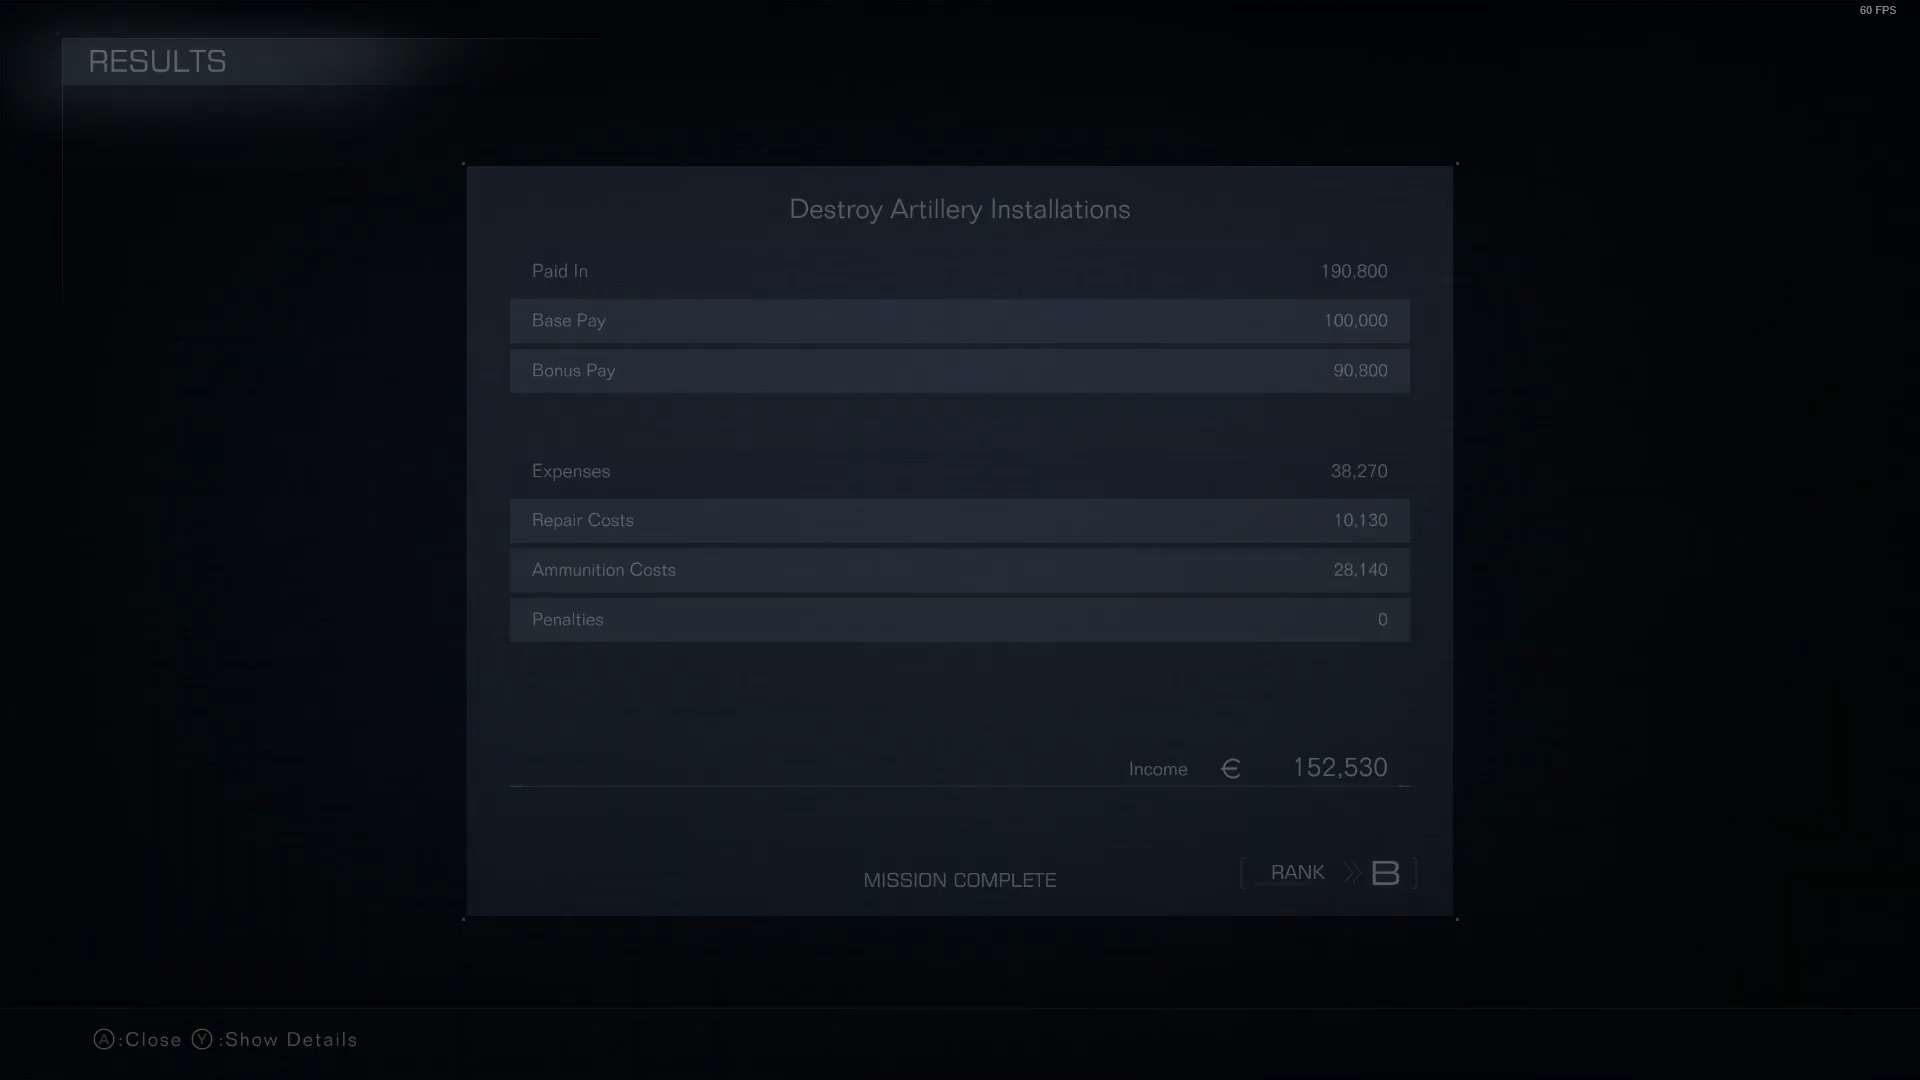 60 FPS
RESULTS
Destroy Artillery Installations
Paid In 190,800
Base Pay 100,000
Bonus Pay 90,800
Expenses 38,270
Repair Costs 10,130
Ammunition Costs 28,140
Penalties 0
Income € 152,530
MISSION COMPLETE
RANK » B
Ⓐ:Close Ⓨ:Show Details